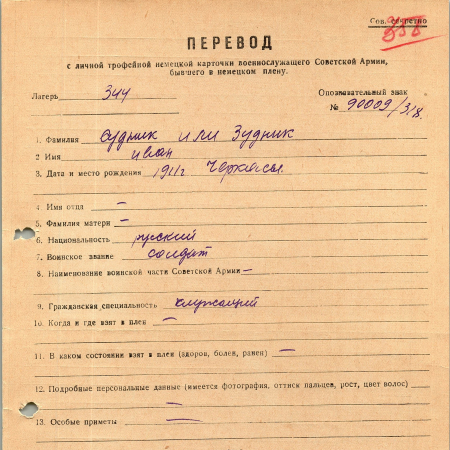 Сов. секретно
858
ПЕРЕВОД
с личной трофейной немецкой карточки военнослужащего Советской Армии,
бывшего в немецком плену.
Лагерь 344 Опознавательный знак
№ 90009/318
1. Фамилия Судник или Зудник
2 Имя Иван
3. Дата и место рождения 1911г Черкассы.
4. Имя отца —
5. Фамилия матери —
6. Национальность русский
7. Воинское звание солдат
8. Наименование воинской части Советской Армии —
9. Гражданская специальность служащий
10. Когда и где взят в плен —
11. В каком состоянии взят в плен (здоров, болен, ранен) —
12. Подробные персональные данные (имеется фотография, оттиск пальцев, рост, цвет волос)
—
13. Особые приметы —